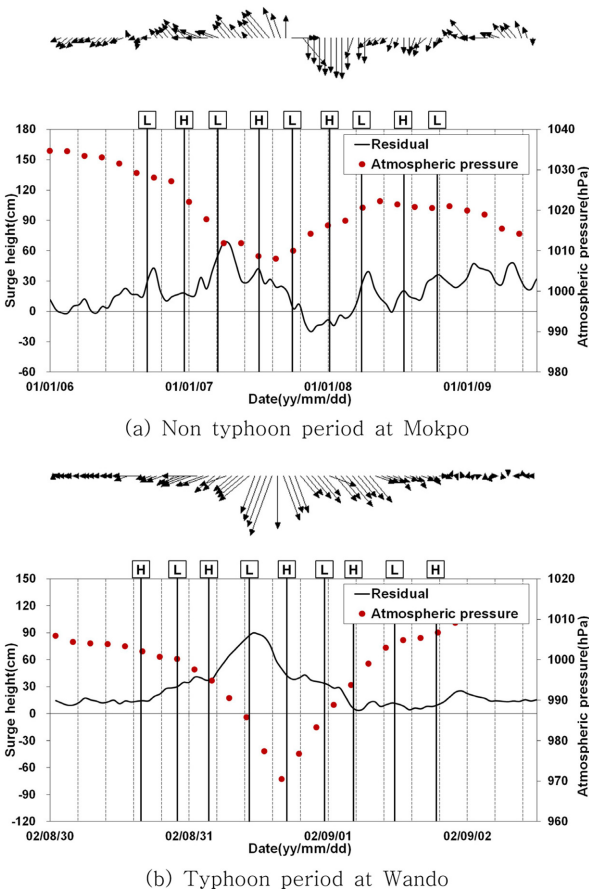 L H L H L H L H L
180
150
120
90
60
30
0
-30
-60
Surge height(cm)
Residual
Atmospheric pressure
1040
1030
1020
1010
1000
990
980
Atmospheric pressure(hPa)
01/01/06 01/01/07 01/01/08 01/01/09
Date(yy/mm/dd)
(a) Non typhoon period at Mokpo
H L H L H L H L H
150
120
90
60
30
0
-30
-60
-90
-120
Surge height(cm)
Residual
Atmospheric pressure
1020
1010
1000
990
980
970
960
Atmospheric pressure(hPa)
02/08/30 02/08/31 02/09/01 02/09/02
Date(yy/mm/dd)
(b) Typhoon period at Wando